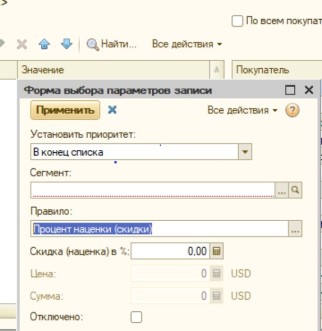 По всем покупат
Найти... Все действия
Значение Покупатель
Форма выбора параметров записи
Применить Все действия ?
Установить приоритет:
В конец списка
Сегмент:
...
Правило:
Процент наценки (скидки) ...
Скидка (наценка) в %: 0,00
Цена: 0 USD
Сумма: 0 USD
Отключено: